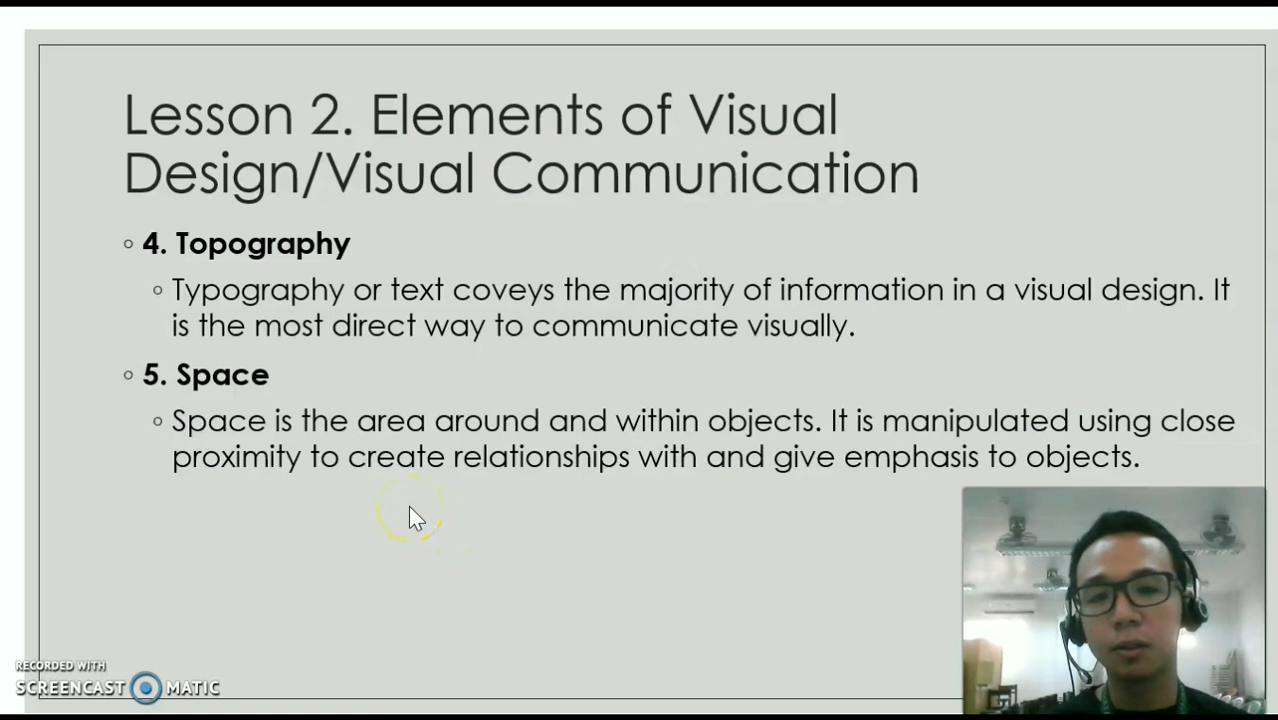 Lesson 2. Elements of Visual
Design/Visual Communication
4. Topography
Typography or text coveys the majority of information in a visual design. It
is the most direct way to communicate visually.
5. Space
Space is the area around and within objects. It is manipulated using close
proximity to create relationships with and give emphasis to objects.
RECORDED WITH
SCREENCAST MATIC